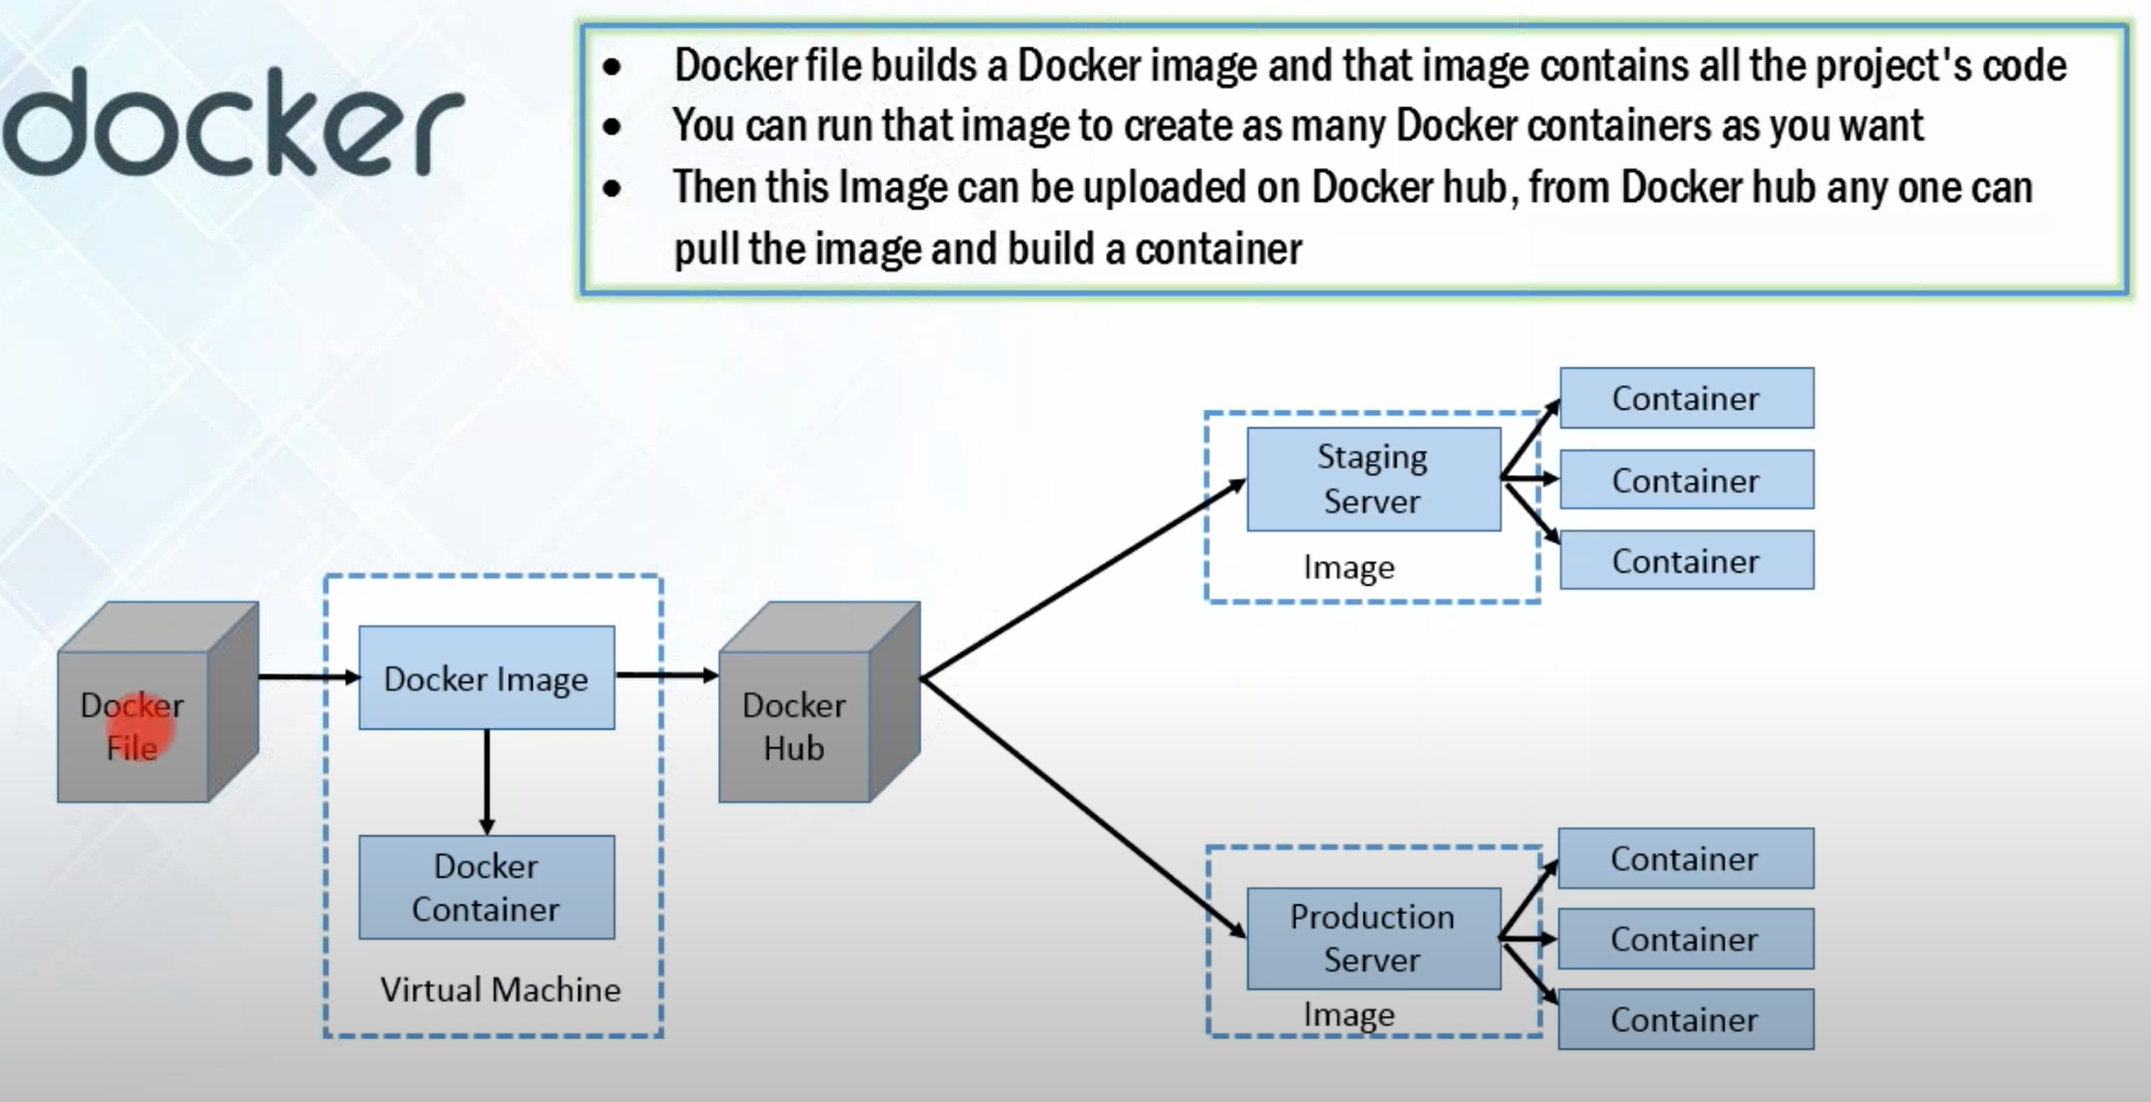 docker
• Docker file builds a Docker image and that image contains all the project's code
• You can run that image to create as many Docker containers as you want
• Then this Image can be uploaded on Docker hub, from Docker hub any one can
pull the image and build a container
Docker
File
Docker Image
Docker
Container
Virtual Machine
Docker
Hub
Staging
Server
Image
Container
Container
Container
Production
Server
Image
Container
Container
Container